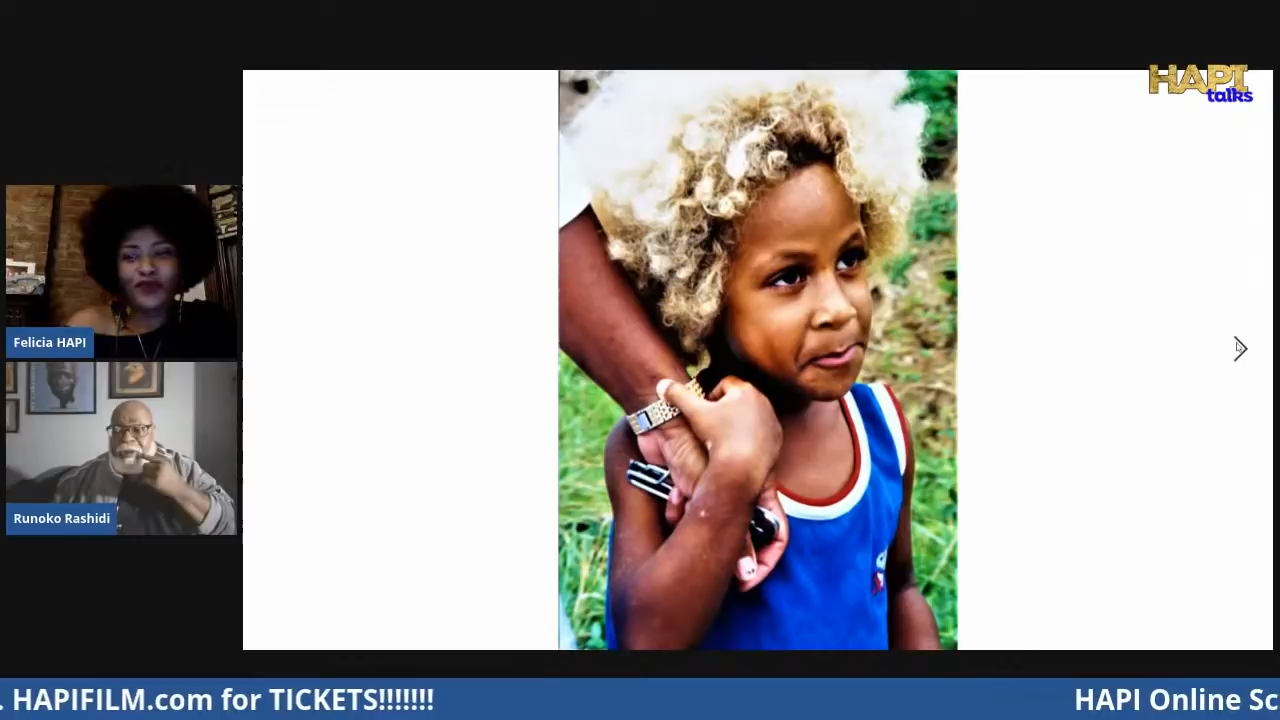 HAPI
talks
Felicia HAPI
Runoko Rashidi
. HAPIFILM.com for TICKETS!!!!!!! HAPI Online Sc